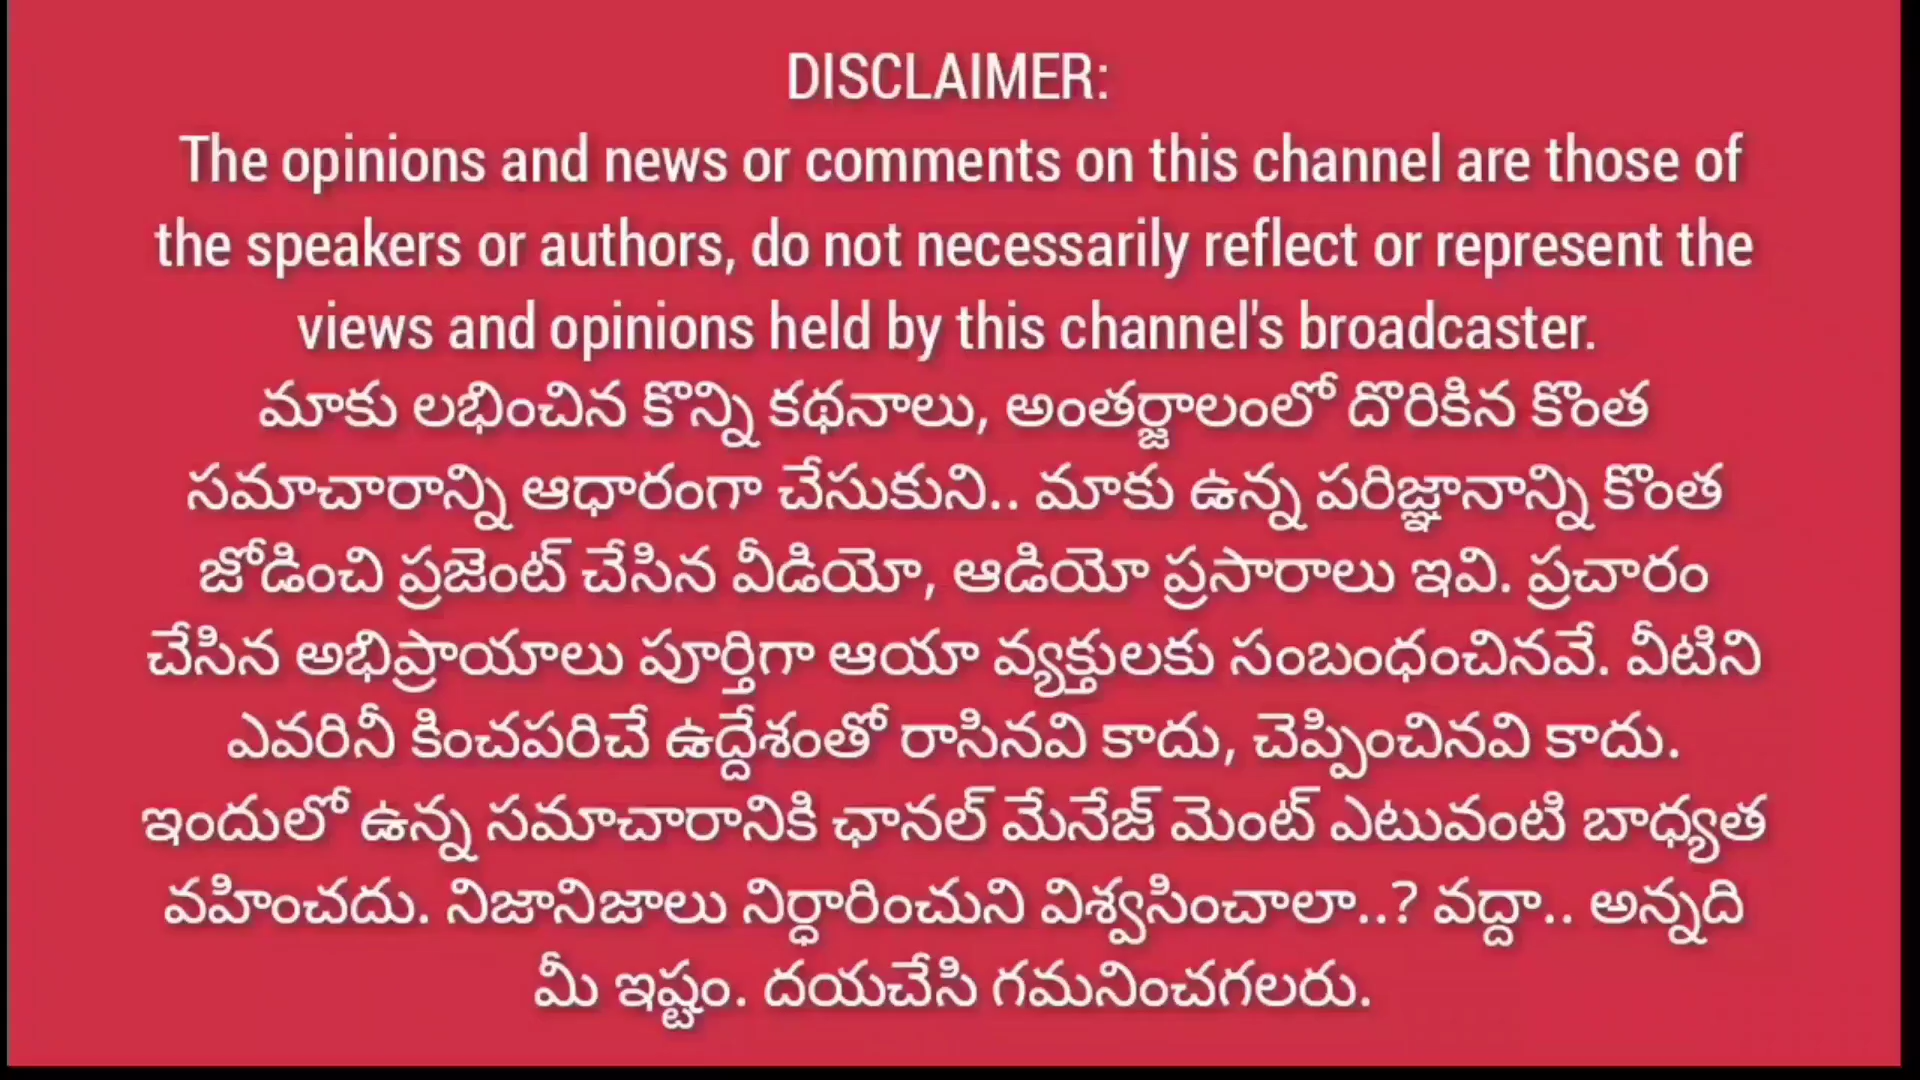 DISCLAIMER:
The opinions and news or comments on this channel are those of
the speakers or authors, do not necessarily reflect or represent the
views and opinions held by this channel's broadcaster.
మాకు లభించిన కొన్ని కథనాలు, అంతర్జాలంలో దొరికిన కొంత
సమాచారాన్ని ఆధారంగా చేసుకుని.. మాకు ఉన్న పరిజ్ఞానాన్ని కొంత
జోడించి ప్రజెంట్ చేసిన వీడియో, ఆడియో ప్రసారాలు ఇవి. ప్రచారం
చేసిన అభిప్రాయాలు పూర్తిగా ఆయా వ్యక్తులకు సంబంధంచినవే. వీటిని
ఎవరినీ కించపరిచే ఉద్దేశంతో రాసినవి కాదు, చెప్పించినవి కాదు.
ఇందులో ఉన్న సమాచారానికి ఛానల్ మేనేజ్ మెంట్ ఎటువంటి బాధ్యత
వహించదు. నిజానిజాలు నిర్ధారించుని విశ్వసించాలా..? వద్దా.. అన్నది
మీ ఇష్టం. దయచేసి గమనించగలరు.